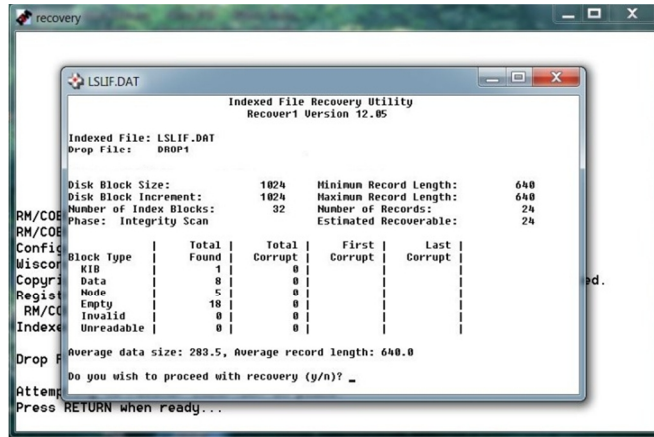 recovery
LSLIF.DAT
Indexed File Recovery Utility
Recover1 Version 12.05
Indexed File: LSLIF.DAT
Drop File: DROP1
Disk Block Size: 1024 Minimum Record Length: 640
Disk Block Increment: 1024 Maximum Record Length: 640
Number of Index Blocks: 32 Number of Records: 24
Phase: Integrity Scan Estimated Recoverable: 24
| Total | Total | First | Last |
Block Type | Found | Corrupt | Corrupt | Corrupt |
KIB | 1 | 0 | | |
Data | 8 | 0 | | |
Node | 5 | 0 | | |
Empty | 18 | 0 | | |
Invalid | 0 | 0 | | |
Unreadable | 0 | 0 | | |
Average data size: 283.5, Average record length: 640.0
Do you wish to proceed with recovery (y/n)? _
RM/COB
RM/COB
Config
Wiscon
Copyri ed.
Regist
RM/CO
Indexe
Drop F
Attemp
Press RETURN when ready...